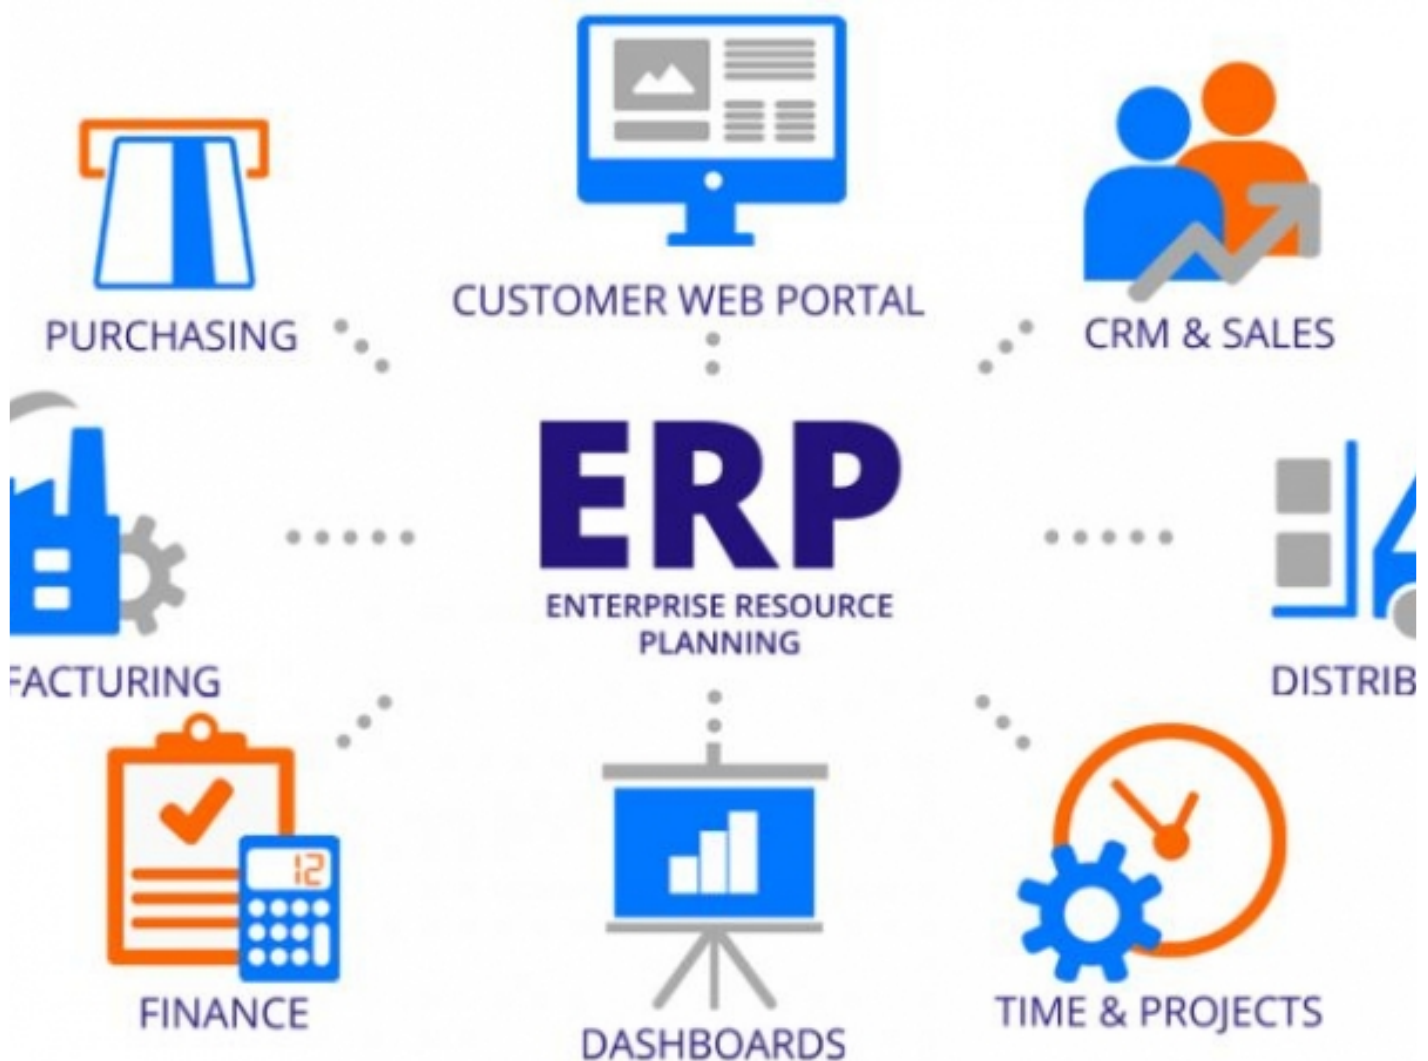 CUSTOMER WEB PORTAL
PURCHASING
CRM & SALES
ERP
ENTERPRISE RESOURCE
PLANNING
FACTURING
DISTRIB
12
FINANCE
TIME & PROJECTS
DASHBOARDS